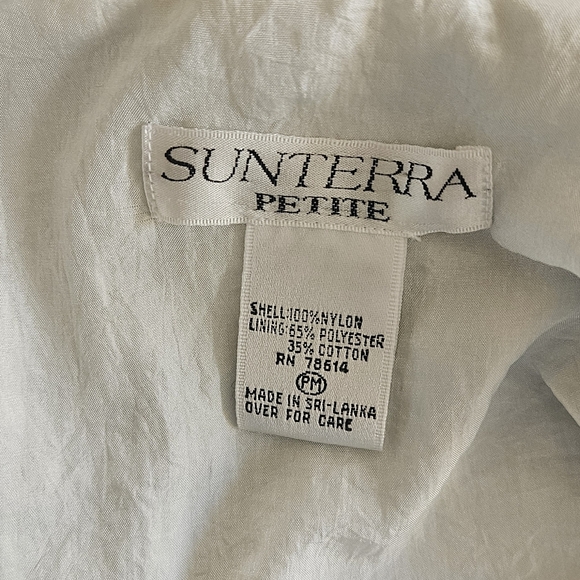 SUNTERRA
PETITE
SHELL:100%NYLON
LINING:65% POLYESTER
35% COTTON
RN 78614
PM
MADE IN SRI-LANKA
OVER FOR CARE